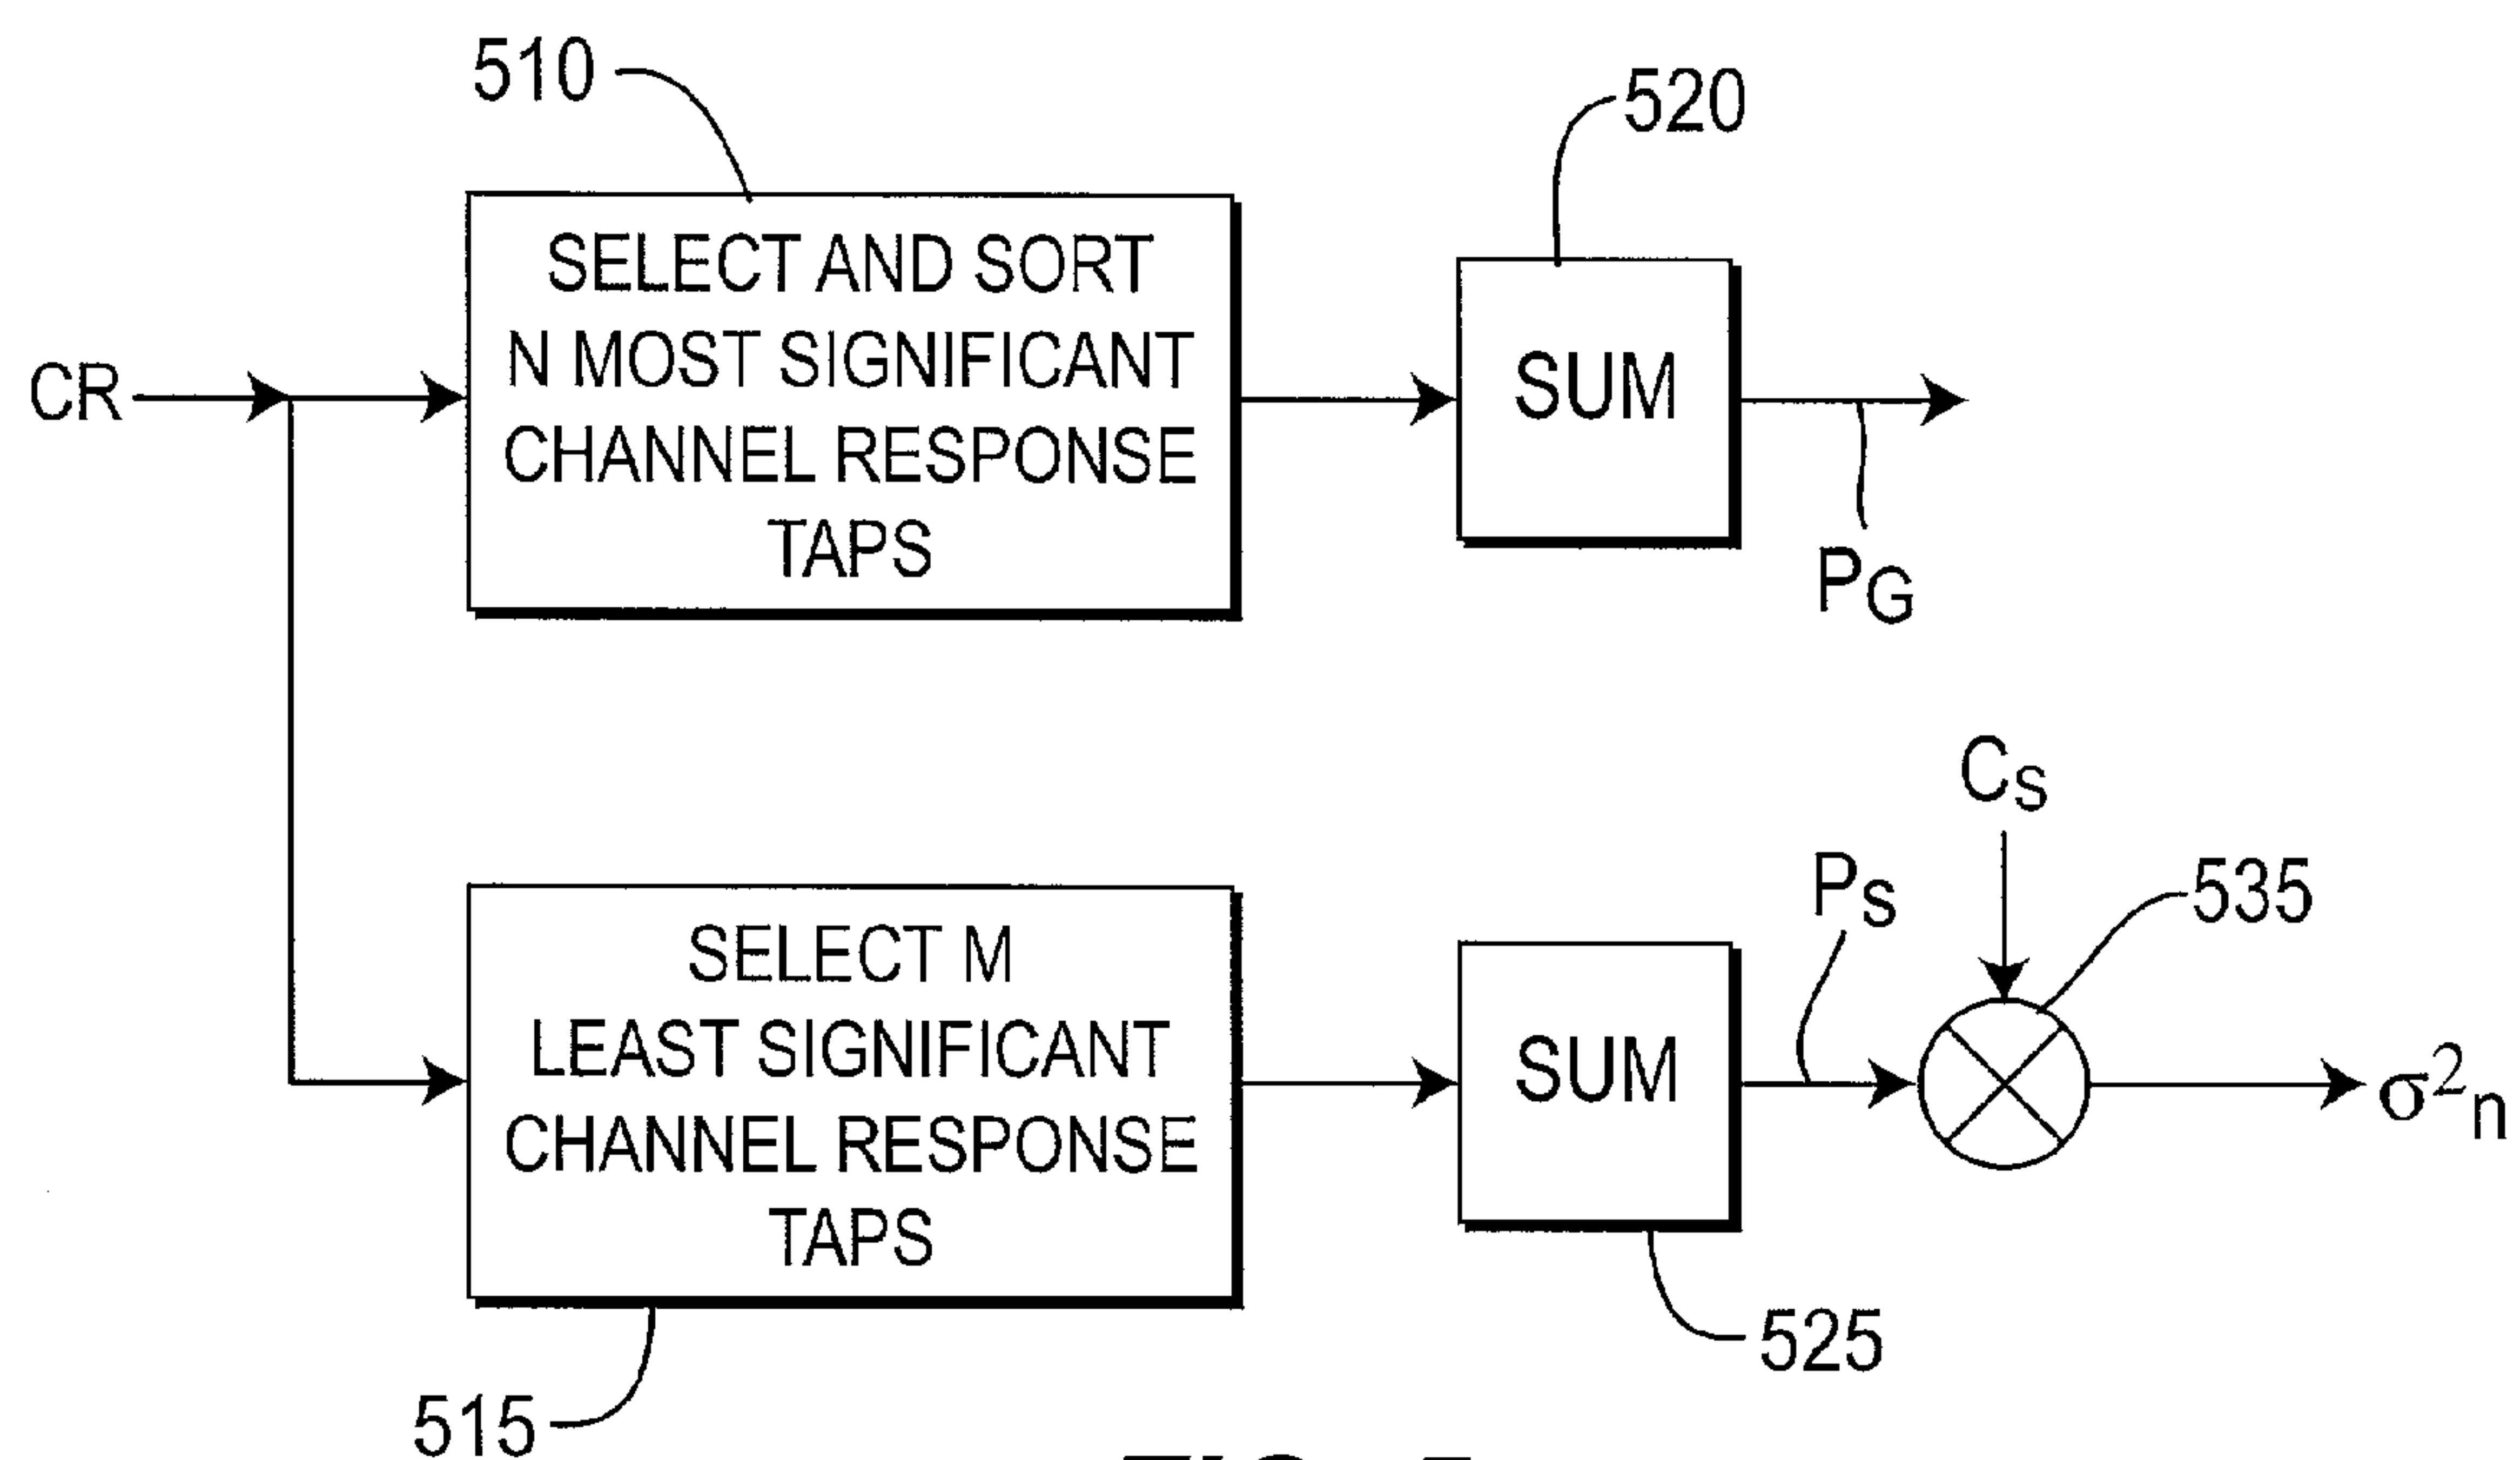 510
520
SELECT AND SORT
N MOST SIGNIFICANT
CHANNEL RESPONSE
TAPS
CR
SUM
PG
CS
PS
535
SELECT M
LEAST SIGNIFICANT
CHANNEL RESPONSE
TAPS
SUM
σ²n
525
515